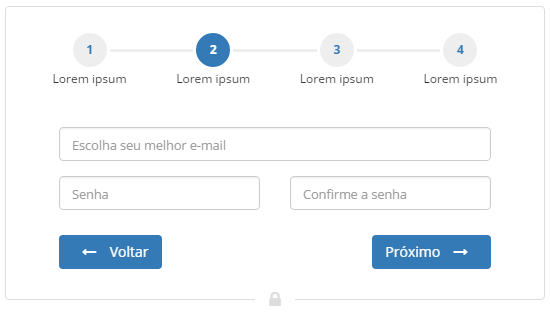 1 2 3 4
Lorem ipsum Lorem ipsum Lorem ipsum Lorem ipsum
Escolha seu melhor e-mail
Senha Confirme a senha
← Voltar Próximo →